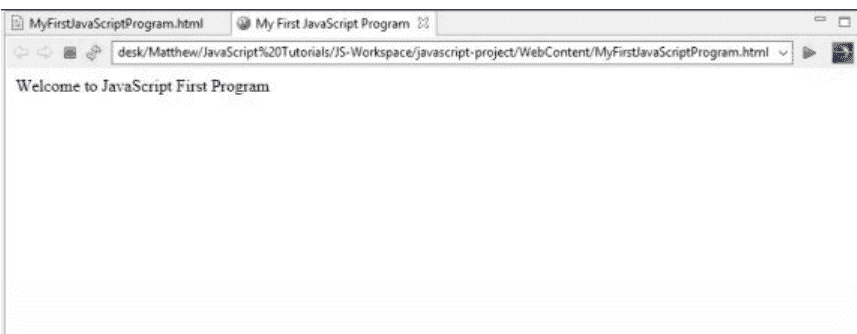 MyFirstJavaScriptProgram.html
My First JavaScript Program
desk/Matthew/JavaScript%20Tutorials/JS-Workspace/javascript-project/WebContent/MyFirstJavaScriptProgram.html
Welcome to JavaScript First Program